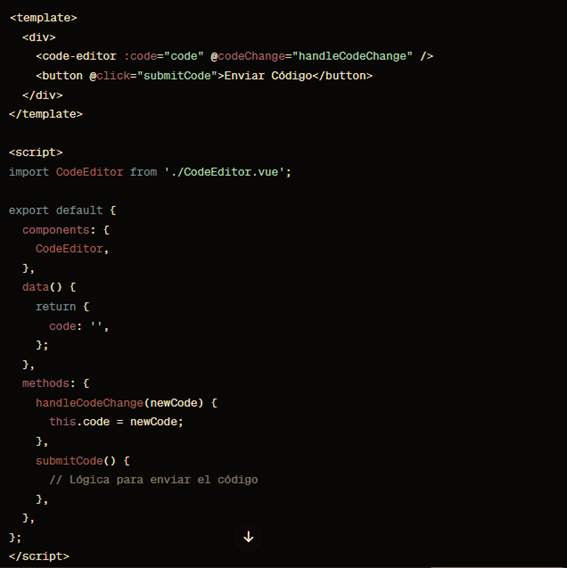 <template>
  <div>
    <code-editor :code="code" @codeChange="handleCodeChange" />
    <button @click="submitCode">Enviar Código</button>
  </div>
</template>

<script>
import CodeEditor from './CodeEditor.vue';

export default {
  components: {
    CodeEditor,
  },
  data() {
    return {
      code: '',
    };
  },
  methods: {
    handleCodeChange(newCode) {
      this.code = newCode;
    },
    submitCode() {
      // Lógica para enviar el código
    },
  },
};
</script>